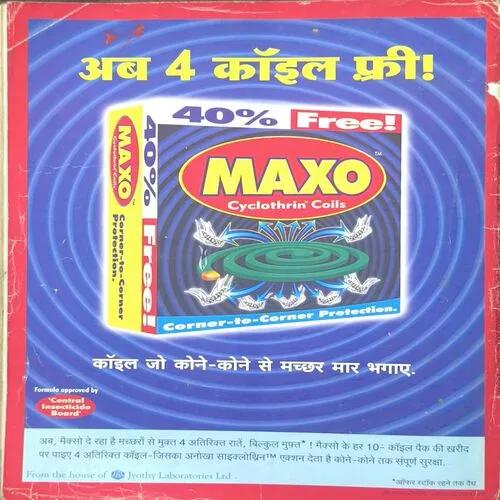 अब 4 कॉइल फ़्री!
40% Free!
40% Free!
MAXO™
Cyclothrin™ Coils
MAXO
Corner-to-Corner
Protection.
Corner-to-Corner Protection.
कॉइल जो कोने-कोने से मच्छर मार भगाए.
Formula approved by
'Central
Insecticide
Board'
अब, मैक्सो दे रहा है मच्छरों से मुक्त 4 अतिरिक्त रातें, बिल्कुल मुफ़्त* ! मैक्सो के हर 10- कॉइल पैक की ख़रीद
पर पाइए 4 अतिरिक्त कॉइल-जिसका अनोखा साइक्लोथ्रिन™ एक्शन देता है कोने-कोने तक संपूर्ण सुरक्षा.
From the house of Jyothy Laboratories Ltd
*ऑफर स्टॉक रहने तक वैध.